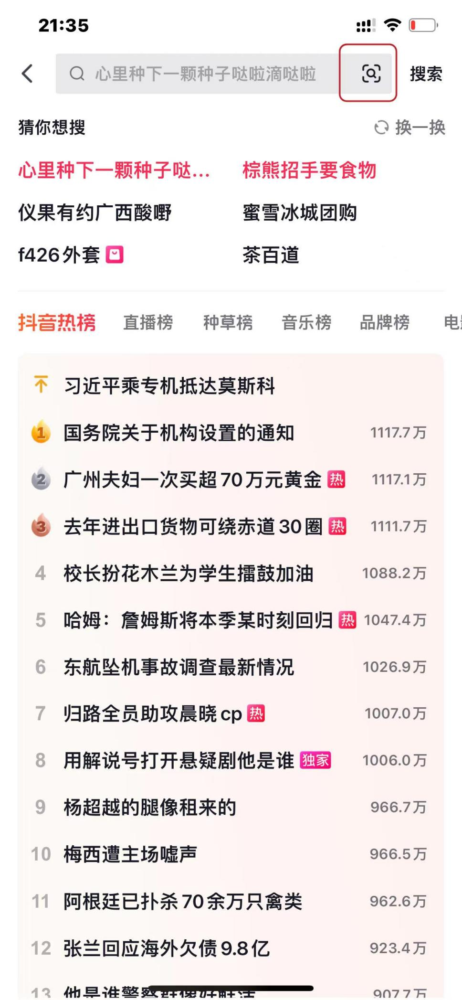 21:35
心里种下一颗种子哒啦滴哒啦 搜索
猜你想搜 换一换
心里种下一颗种子哒... 棕熊招手要食物
仪果有约广西酸嘢 蜜雪冰城团购
f426外套 茶百道
抖音热榜 直播榜 种草榜 音乐榜 品牌榜 电影
习近平乘专机抵达莫斯科
1 国务院关于机构设置的通知 1117.7万
2 广州夫妇一次买超70万元黄金 热 1117.1万
3 去年进出口货物可绕赤道30圈 热 1111.7万
4 校长扮花木兰为学生擂鼓加油 1088.2万
5 哈姆：詹姆斯将本季某时刻回归 热 1047.4万
6 东航坠机事故调查最新情况 1026.9万
7 归路全员助攻晨晓cp 热 1007.0万
8 用解说号打开悬疑剧他是谁 独家 1006.0万
9 杨超越的腿像租来的 966.7万
10 梅西遭主场嘘声 966.5万
11 阿根廷已扑杀70余万只禽类 962.6万
12 张兰回应海外欠债9.8亿 923.4万
13 他是谁警察群像好鲜活 907.7万